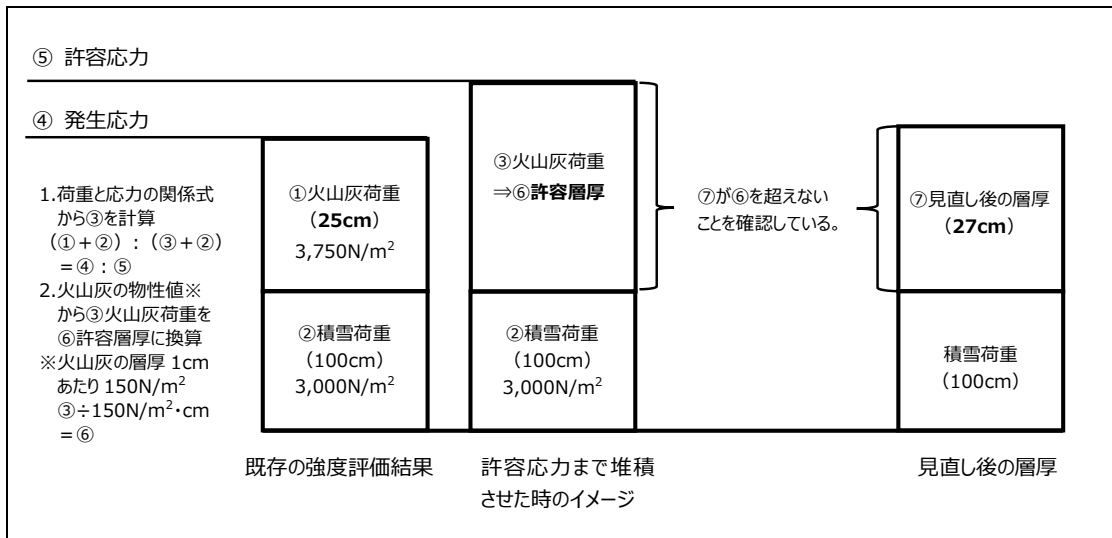 ⑤ 許容応力
④ 発生応力
1.荷重と応力の関係式
から③を計算
(①+②):(③+②)
=④:⑤
2.火山灰の物性値※
から③火山灰荷重を
⑥許容層厚に換算
※火山灰の層厚 1cm
あたり 150N/m²
③÷150N/m²・cm
=⑥
①火山灰荷重
(25cm)
3,750N/m²
②積雪荷重
(100cm)
3,000N/m²
既存の強度評価結果
③火山灰荷重
⇒⑥許容層厚
②積雪荷重
(100cm)
3,000N/m²
許容応力まで堆積
させた時のイメージ
⑦が⑥を超えない
ことを確認している。
⑦見直し後の層厚
(27cm)
積雪荷重
(100cm)
見直し後の層厚